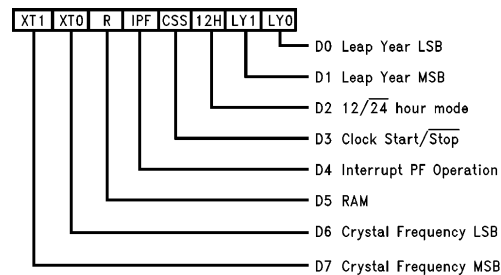 XT1 XT0 R IPF CSS 12H LY1 LY0
D0 Leap Year LSB
D1 Leap Year MSB
D2 12/24 hour mode
D3 Clock Start/Stop
D4 Interrupt PF Operation
D5 RAM
D6 Crystal Frequency LSB
D7 Crystal Frequency MSB